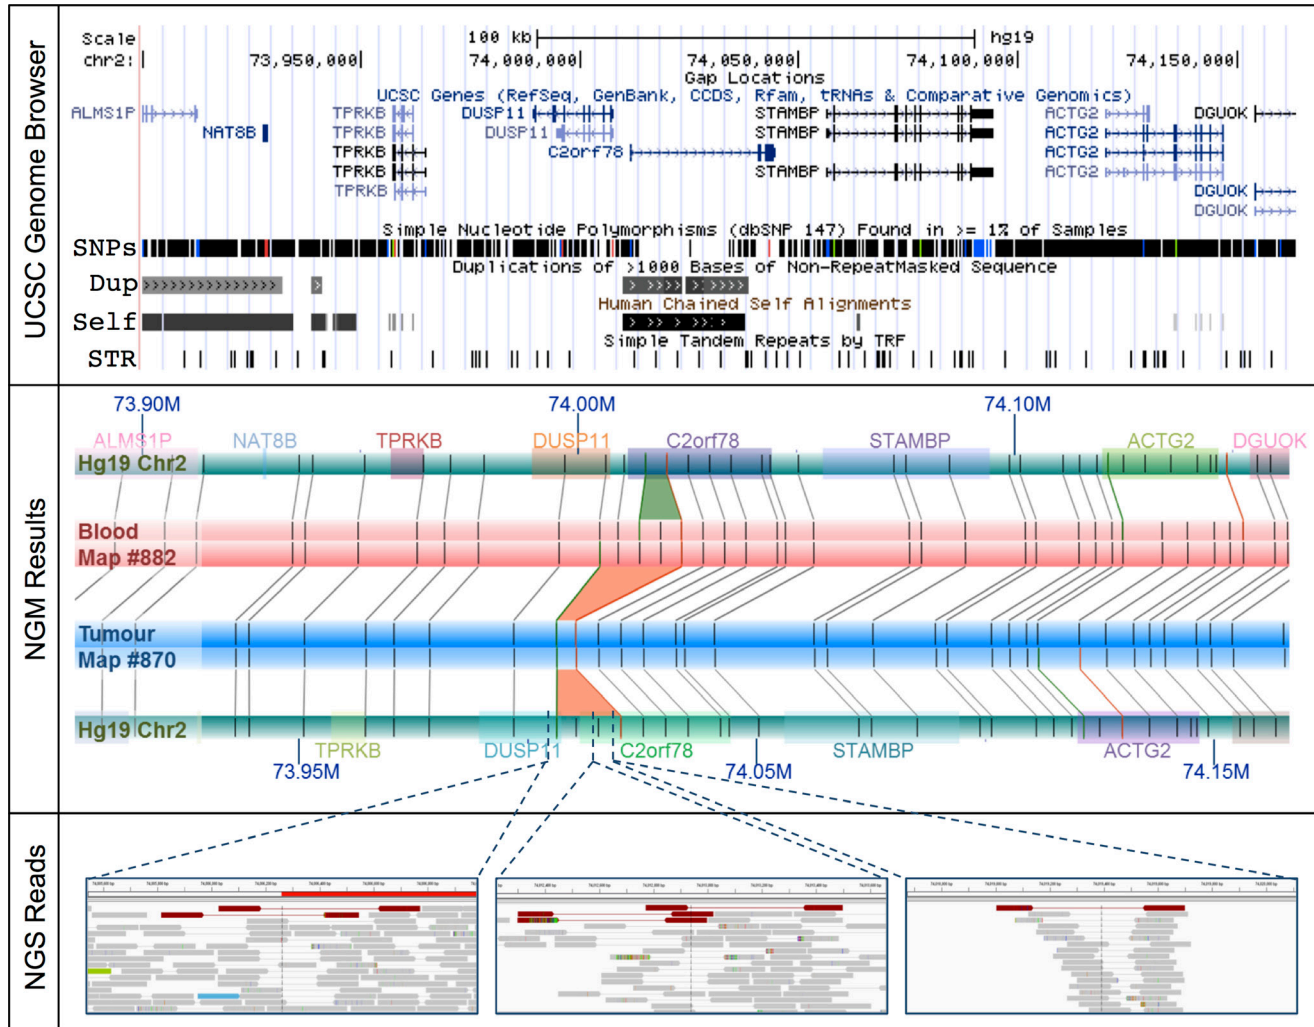 UCSC Genome Browser
Scale 100 kb hg19
chr2: 73,950,000 74,000,000 74,050,000 74,100,000 74,150,000
Gap Locations
UCSC Genes (RefSeq, GenBank, CCDS, Rfam, tRNAs & Comparative Genomics)
ALMS1P TPRKB DUSP11 STAMBP ACTG2 DGUOK
NAT8B TPRKB DUSP11 STAMBP ACTG2
TPRKB C2orf78 ACTG2
TPRKB STAMBP ACTG2
TPRKB DGUOK
DGUOK
Simple Nucleotide Polymorphisms (dbSNP 147) Found in >= 1% of Samples
SNPs
Duplications of >1000 Bases of Non-RepeatMasked Sequence
Dup
Human Chained Self Alignments
Self
Simple Tandem Repeats by TRF
STR
NGM Results
73.90M 74.00M 74.10M
ALMS1P NAT8B TPRKB DUSP11 C2orf78 STAMBP ACTG2 DGUOK
Hg19 Chr2
Blood
Map #882
Tumour
Map #870
Hg19 Chr2
TPRKB DUSP11 C2orf78 STAMBP ACTG2
73.95M 74.05M 74.15M
NGS Reads